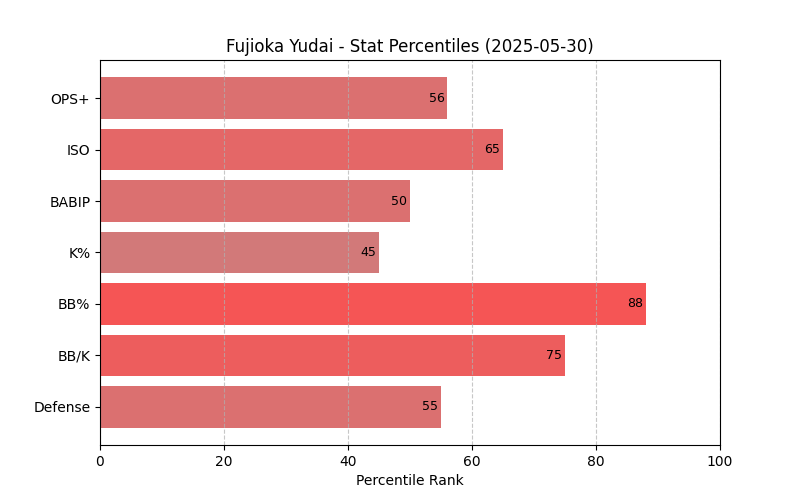 Fujioka Yudai - Stat Percentiles (2025-05-30)
OPS+ 56
ISO 65
BABIP 50
K% 45
BB% 88
BB/K 75
Defense 55
0 20 40 60 80 100
Percentile Rank